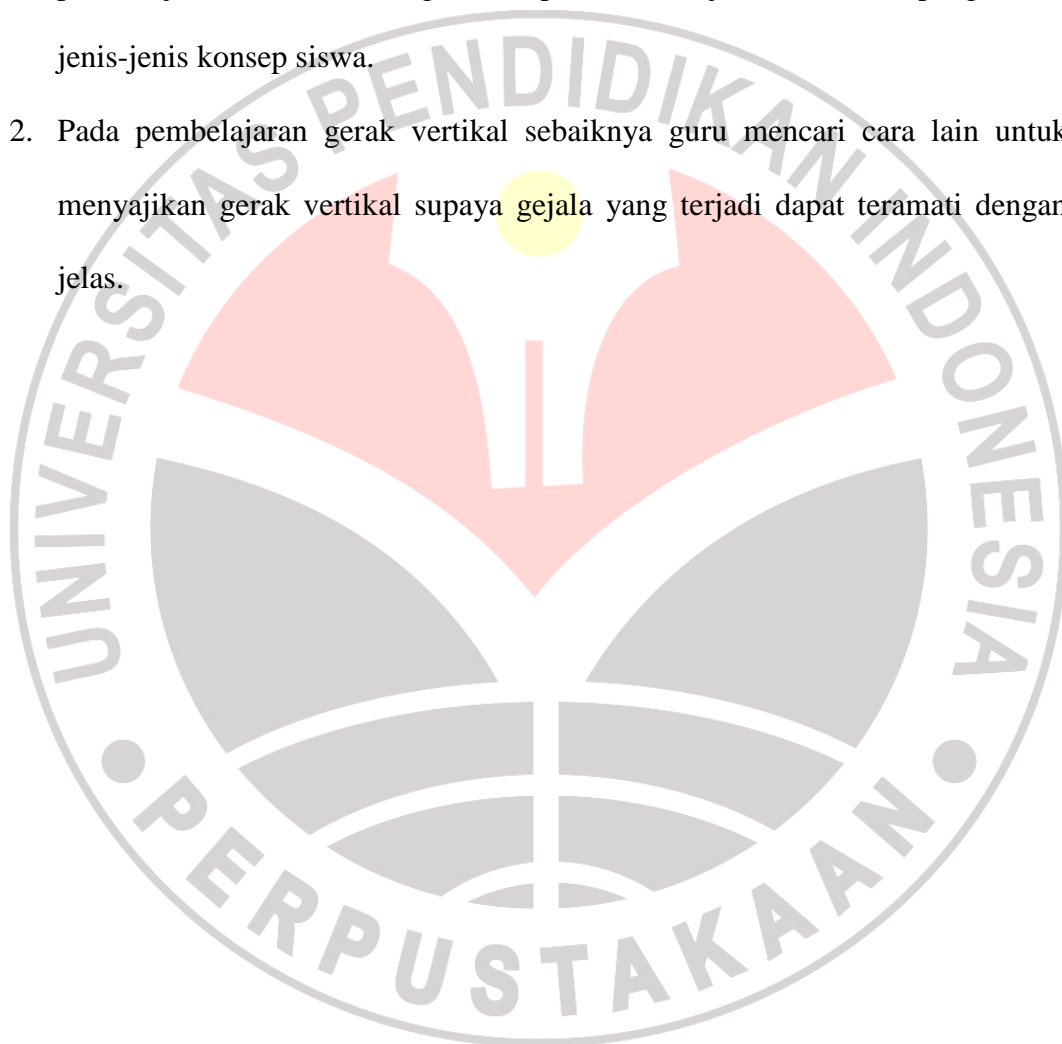 jenis-jenis konsep siswa.
2. Pada pembelajaran gerak vertikal sebaiknya guru mencari cara lain untuk
menyajikan gerak vertikal supaya gejala yang terjadi dapat teramati dengan
jelas.
UNIVERSITAS PENDIDIKAN INDONESIA
PERPUSTAKAAN